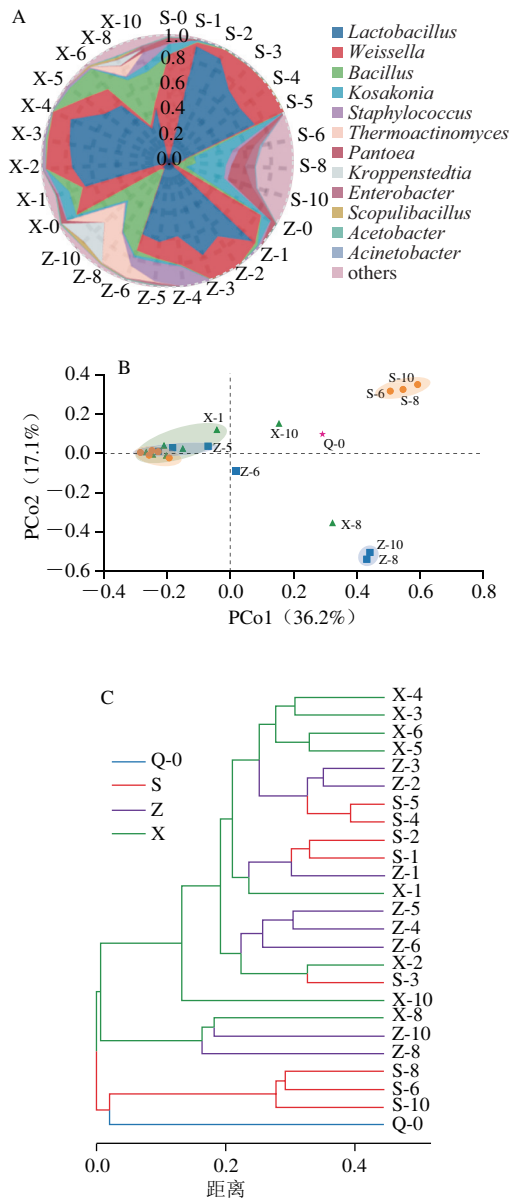 A
S-0
S-1
S-2
S-3
S-4
S-5
S-6
S-8
S-10
Z-0
Z-1
Z-2
Z-3
Z-4
Z-5
Z-6
Z-8
Z-10
X-0
X-1
X-2
X-3
X-4
X-5
X-6
X-8
X-10
1.0
0.8
0.6
0.4
0.2
0.0
Lactobacillus
Weissella
Bacillus
Kosakonia
Staphylococcus
Thermoactinomyces
Pantoea
Kroppenstedtia
Enterobacter
Scopulibacillus
Acetobacter
Acinetobacter
others
B
PCo2（17.1%）
0.4
0.2
0.0
−0.2
−0.4
−0.6
X-1
Z-5
Z-6
X-10
Q-0
S-10
S-6
S-8
X-8
Z-10
Z-8
−0.4
−0.2
0.0
0.2
0.4
0.6
0.8
PCo1（36.2%）
C
Q-0
S
Z
X
X-4
X-3
X-6
X-5
Z-3
Z-2
S-5
S-4
S-2
S-1
Z-1
X-1
Z-5
Z-4
Z-6
X-2
S-3
X-10
X-8
Z-10
Z-8
S-8
S-6
S-10
Q-0
0.0
0.2
0.4
距离